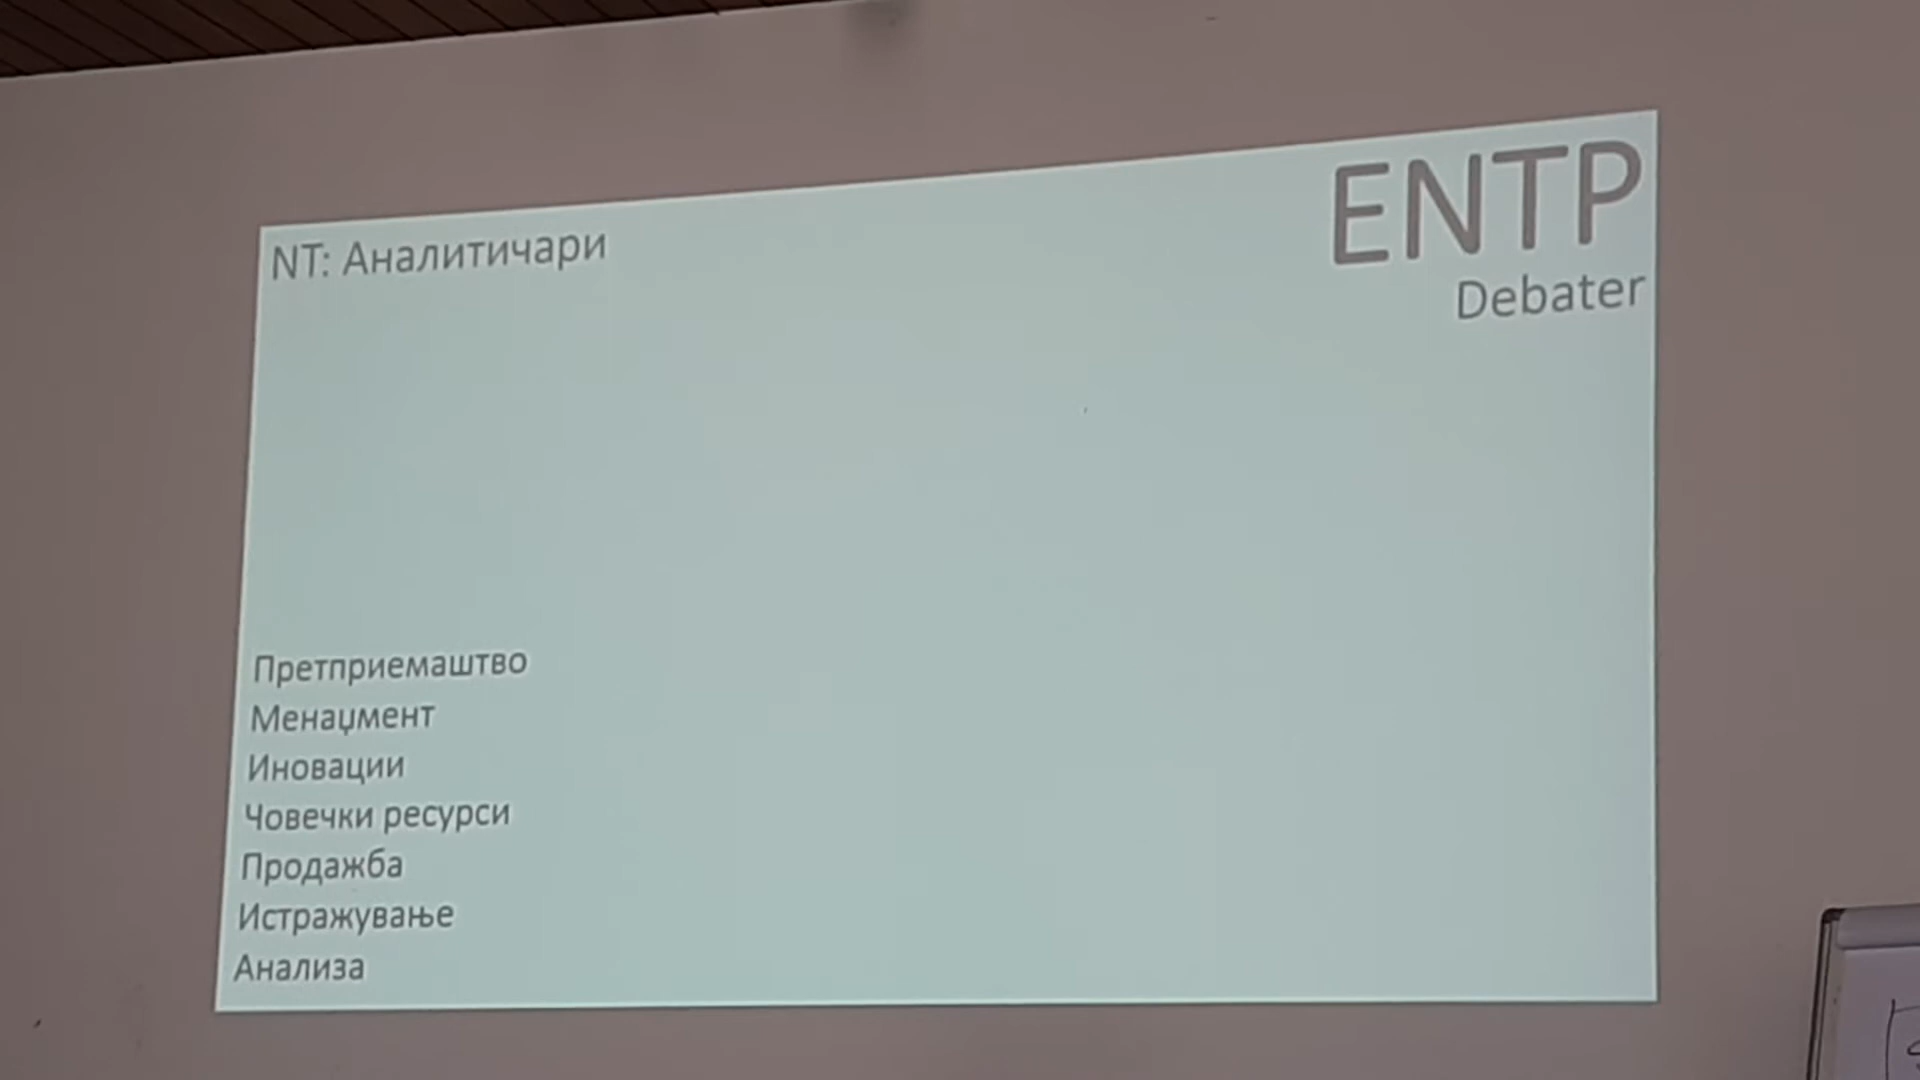 NT: Аналитичари
ENTP
Debater
Претприемаштво
Менаџмент
Иновации
Човечки ресурси
Продажба
Истражување
Анализа